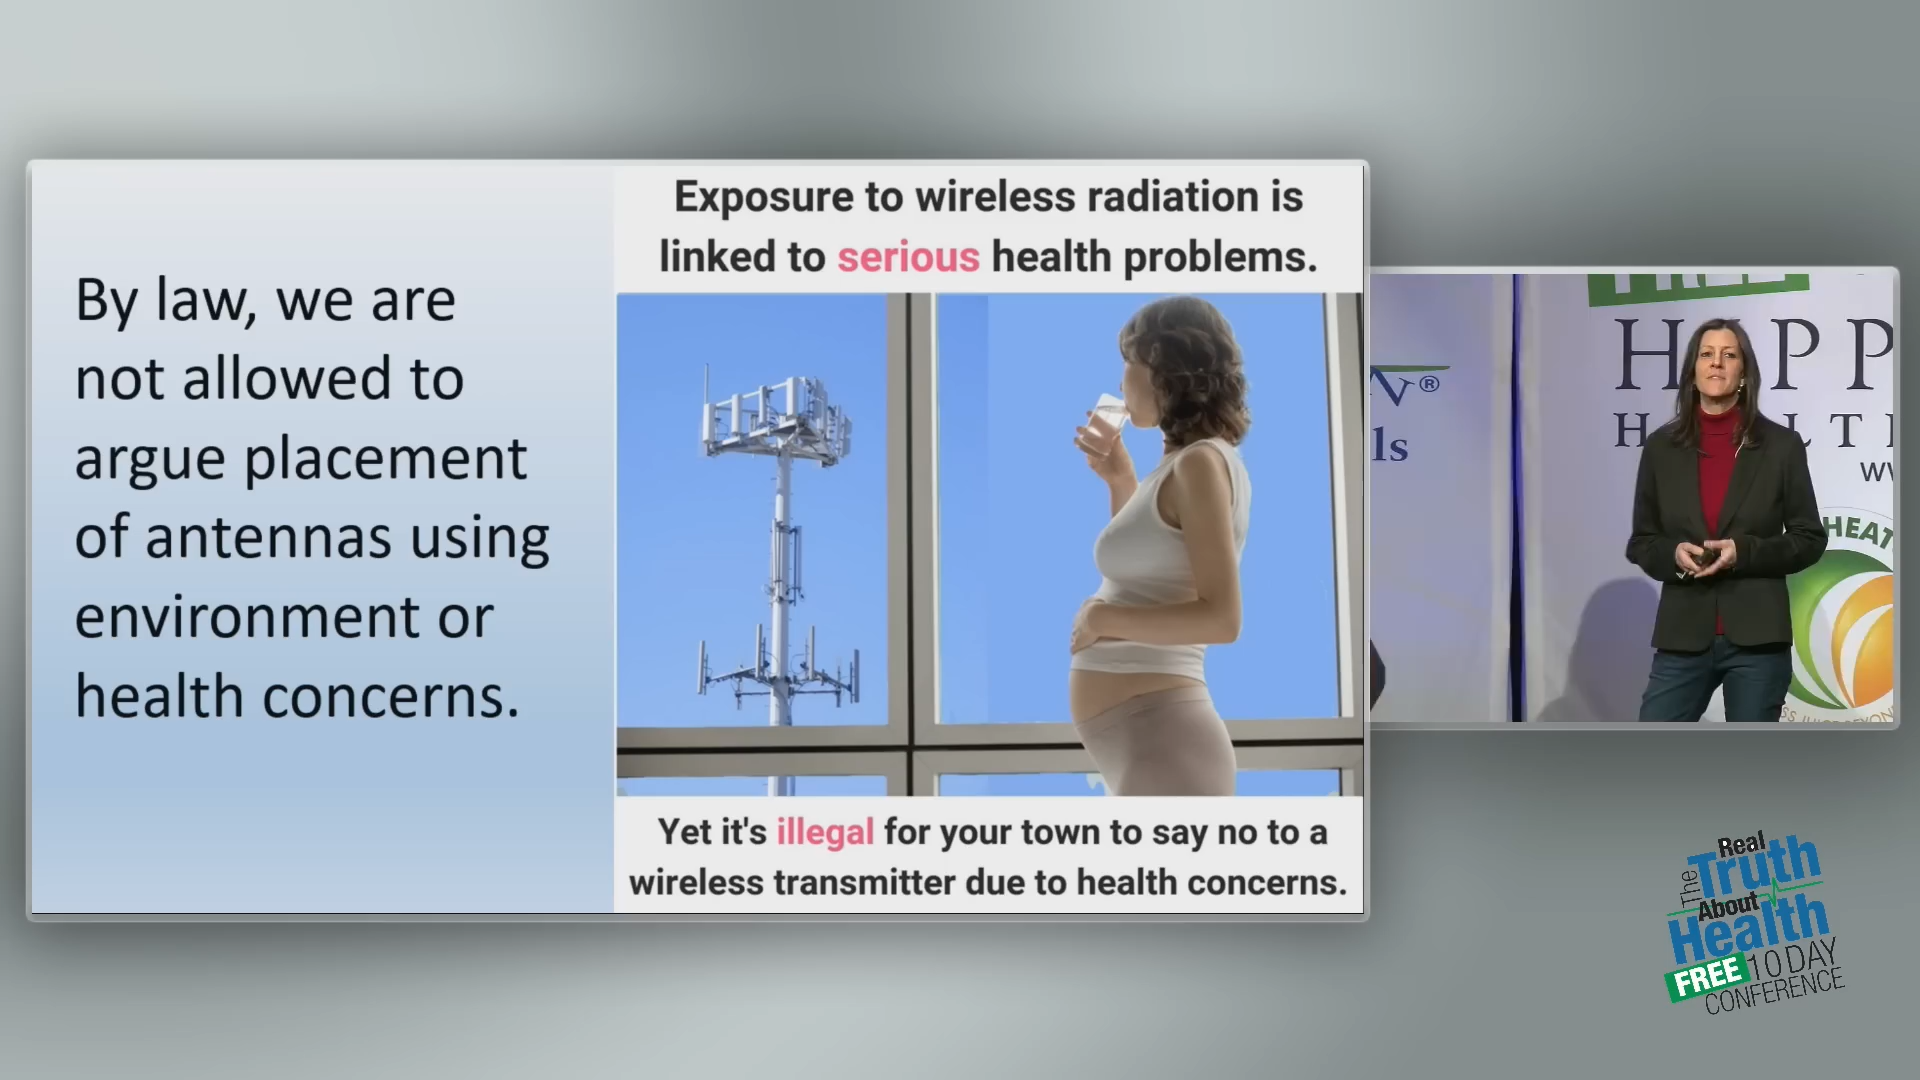 By law, we are
not allowed to
argue placement
of antennas using
environment or
health concerns.
Exposure to wireless radiation is
linked to serious health problems.
Yet it's illegal for your town to say no to a
wireless transmitter due to health concerns.
®
ls
The
Real
Truth
About
Health
FREE 10 DAY
CONFERENCE